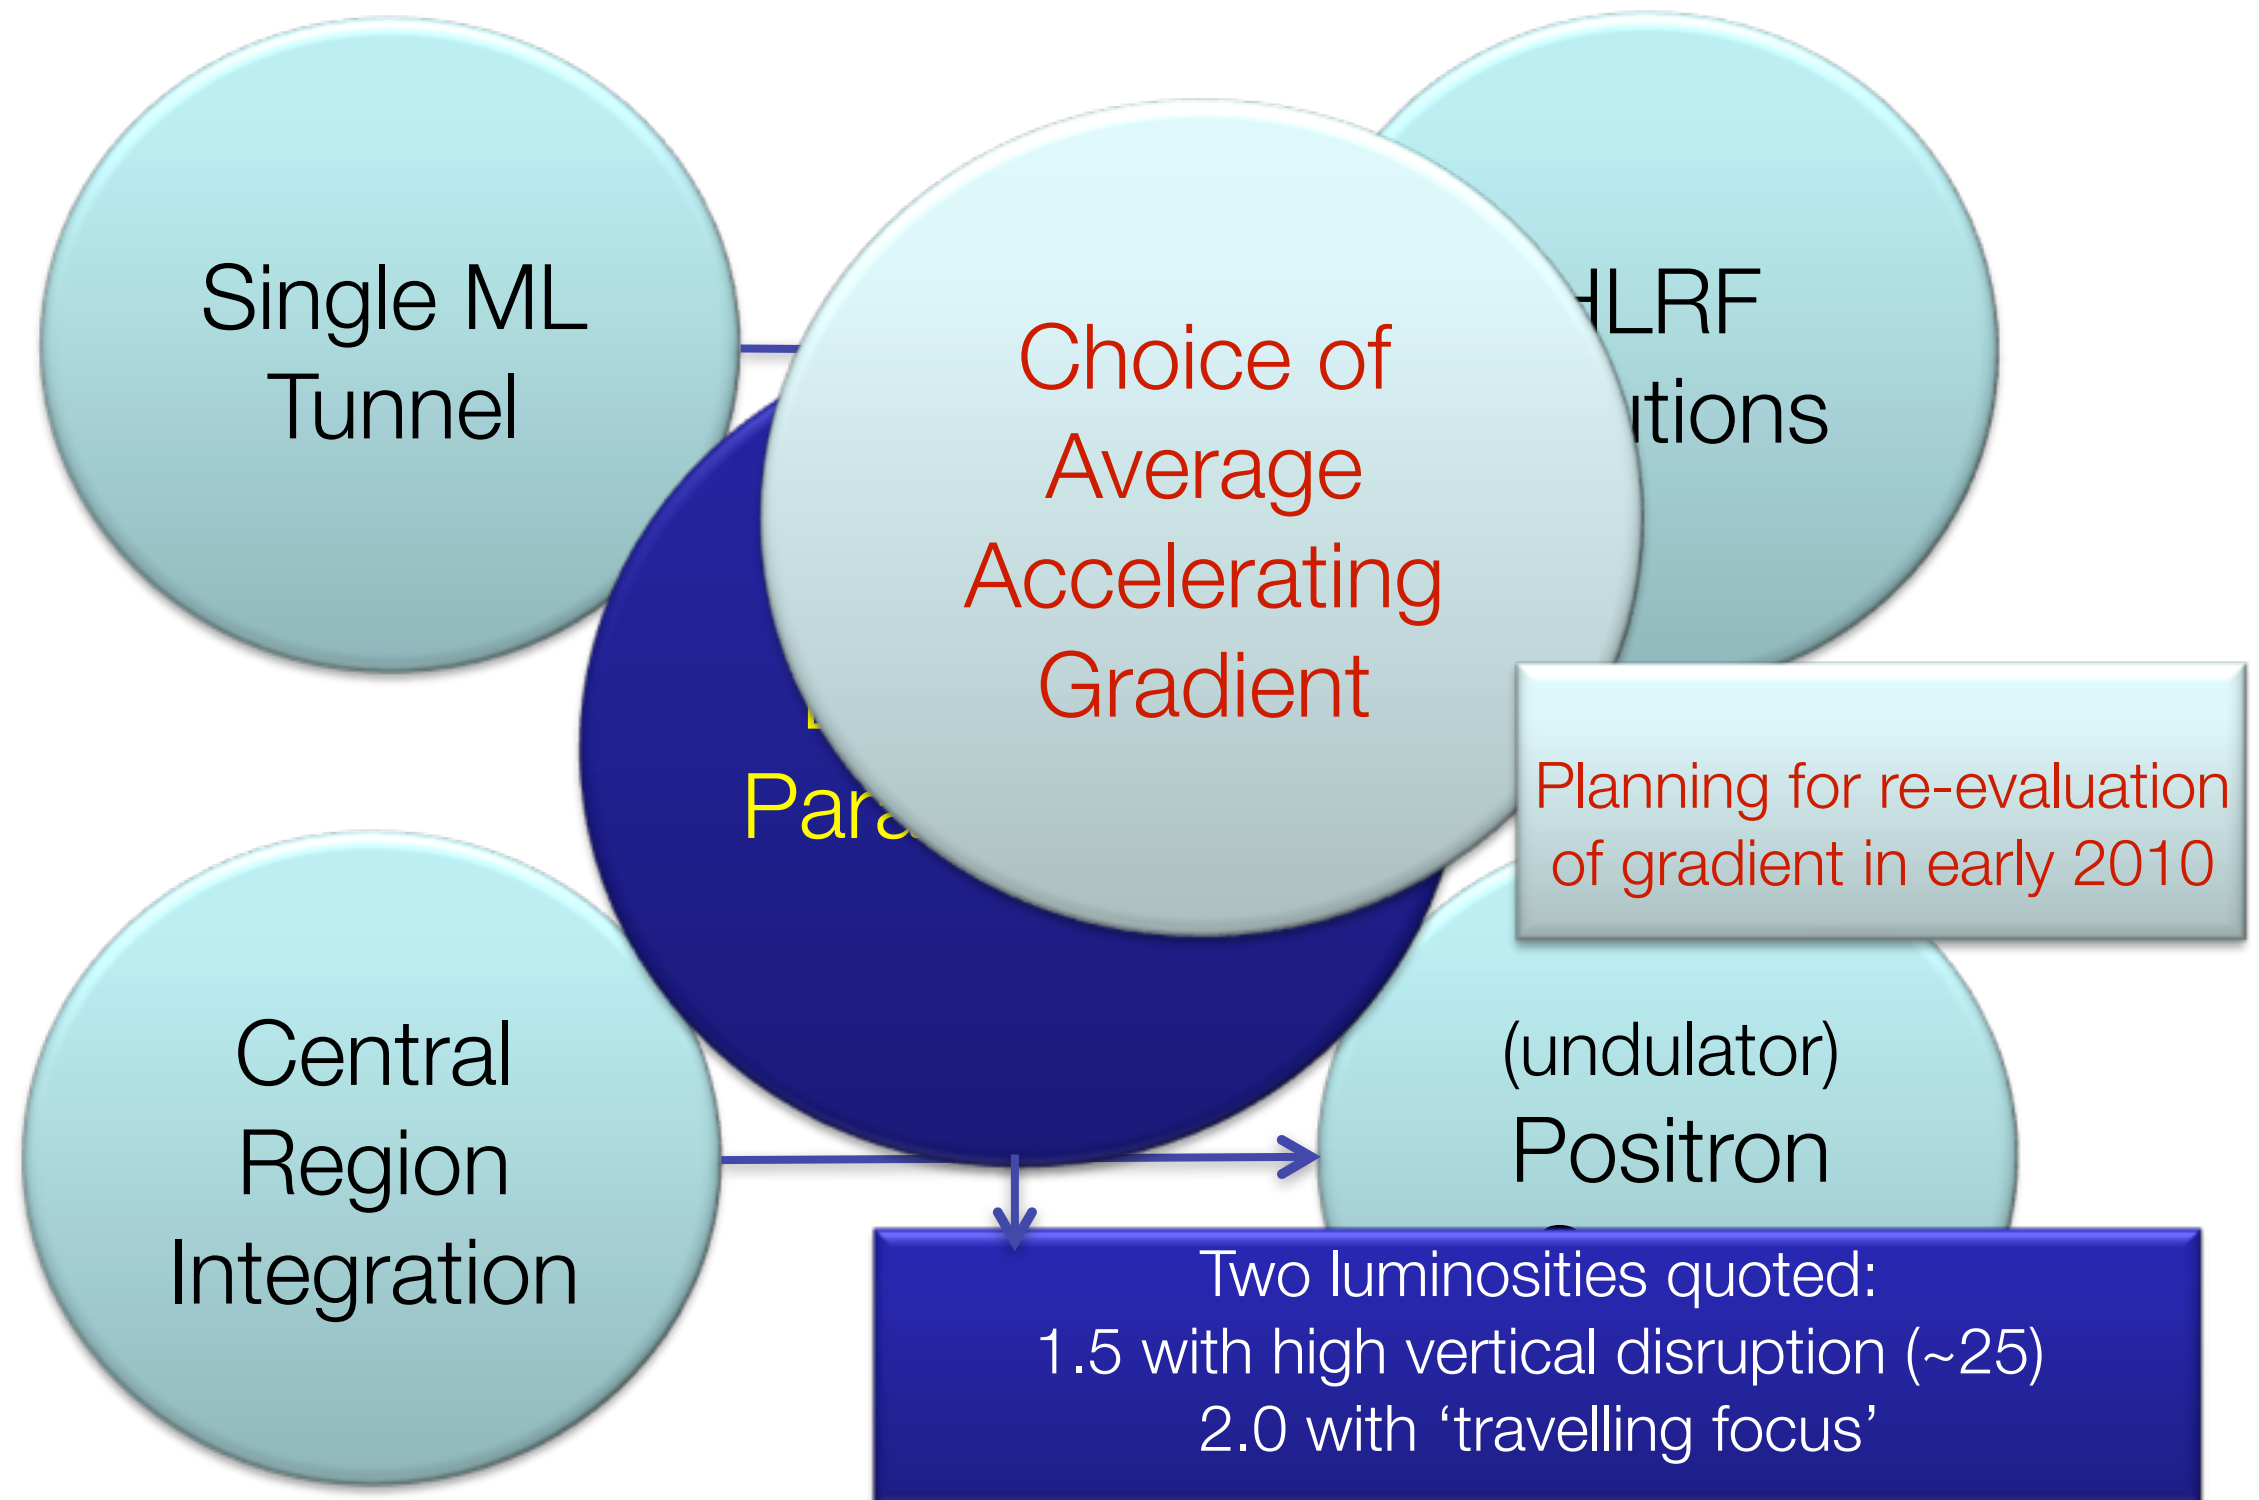 Single ML
Tunnel
Choice of
Average
Accelerating
Gradient
HLRF
Planning for re-evaluation
of gradient in early 2010
Central
Region
Integration
(undulator)
Positron
Two luminosities quoted:
1.5 with high vertical disruption (~25)
2.0 with ‘travelling focus’